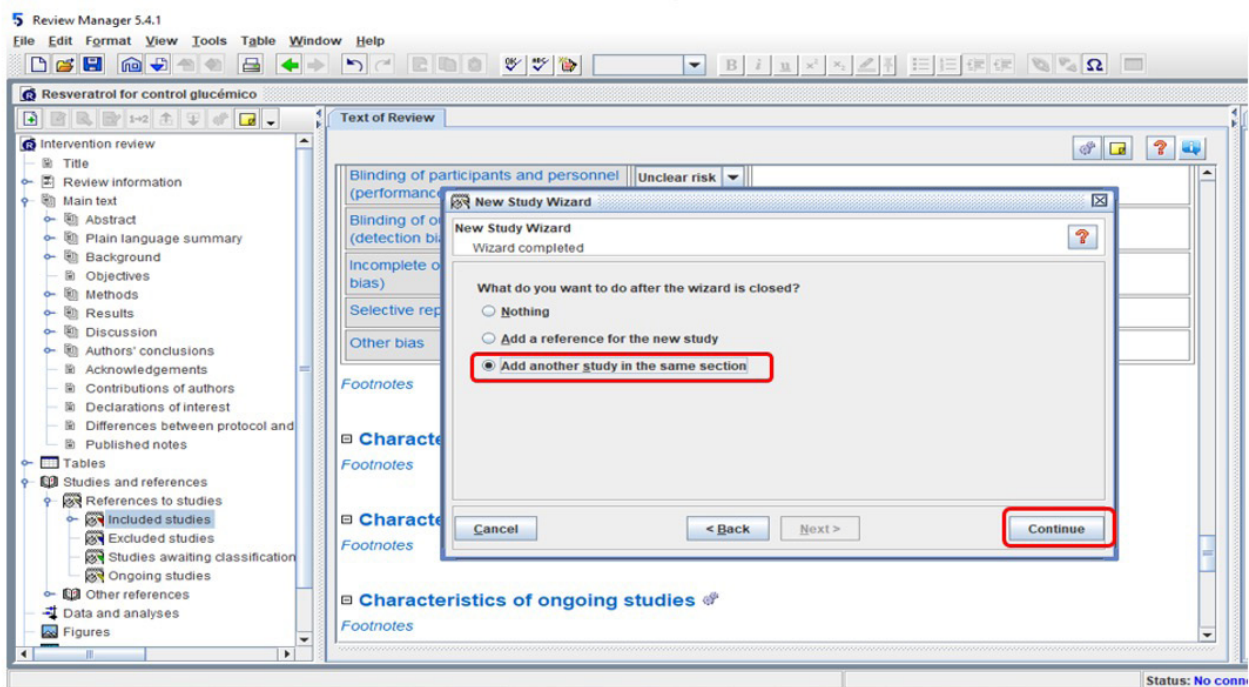 5 Review Manager 5.4.1
File Edit Format View Tools Table Window Help
B i u x² x₂ Ω
Resveratrol for control glucémico
Text of Review
Intervention review
Title
Review information
Main text
Abstract
Plain language summary
Background
Objectives
Methods
Results
Discussion
Authors' conclusions
Acknowledgements
Contributions of authors
Declarations of interest
Differences between protocol and
Published notes
Tables
Studies and references
References to studies
Included studies
Excluded studies
Studies awaiting classification
Ongoing studies
Other references
Data and analyses
Figures
Blinding of participants and personnel Unclear risk
(performance
Blinding of o
(detection bi
Incomplete o
bias)
Selective rep
Other bias
Footnotes
Characte
Footnotes
Characte
Footnotes
Characteristics of ongoing studies
Footnotes
New Study Wizard
New Study Wizard
Wizard completed
What do you want to do after the wizard is closed?
Nothing
Add a reference for the new study
Add another study in the same section
Cancel < Back Next > Continue
Status: No conn